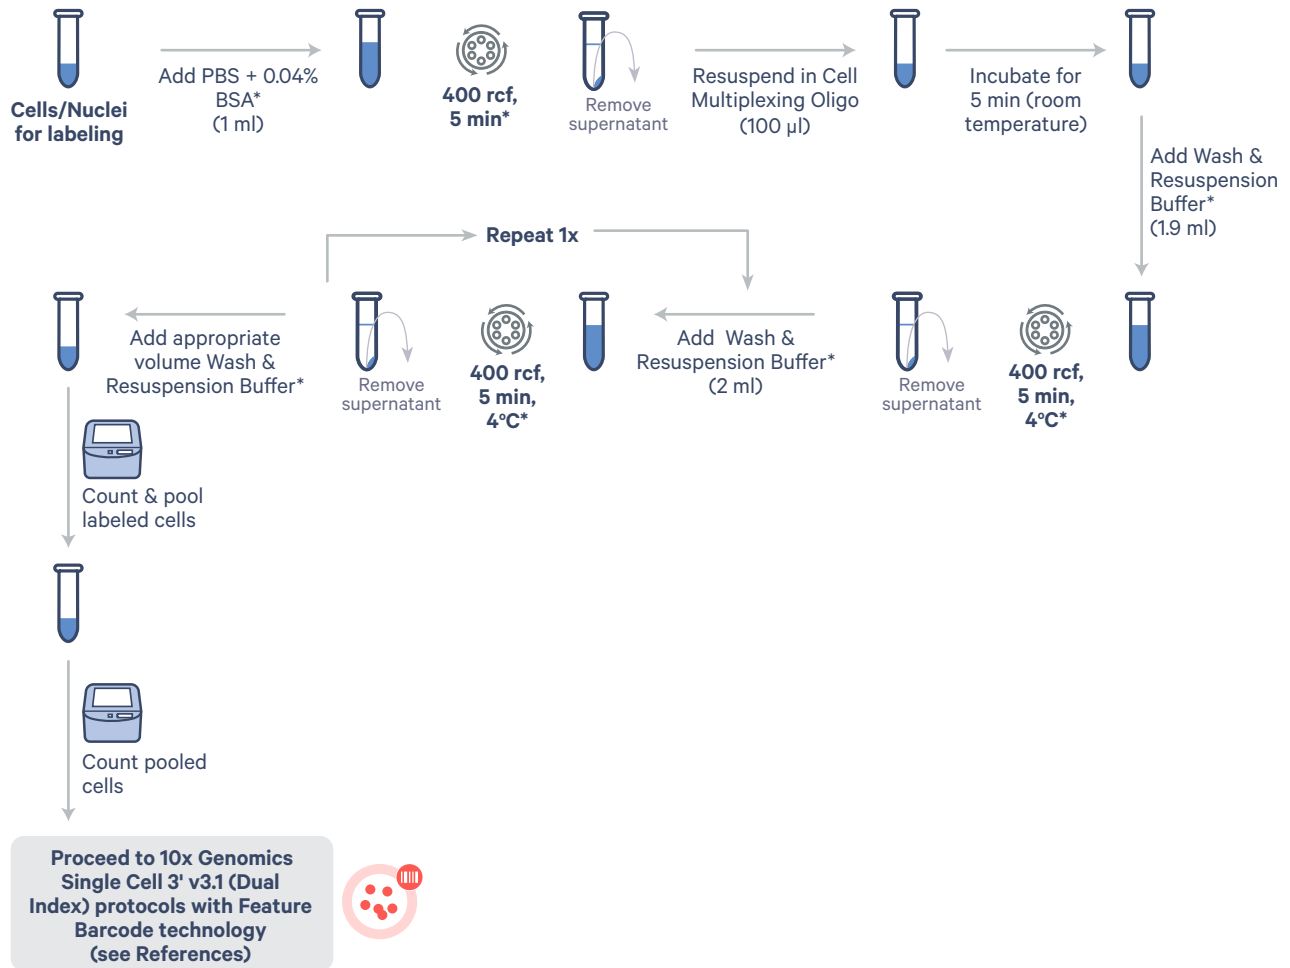 Cells/Nuclei
for labeling
Add PBS + 0.04%
BSA*
(1 ml)
400 rcf,
5 min*
Remove
supernatant
Resuspend in Cell
Multiplexing Oligo
(100 µl)
Incubate for
5 min (room
temperature)
Add Wash &
Resuspension
Buffer*
(1.9 ml)
400 rcf,
5 min,
4°C*
Remove
supernatant
Add Wash &
Resuspension Buffer*
(2 ml)
400 rcf,
5 min,
4°C*
Remove
supernatant
Repeat 1x
Add appropriate
volume Wash &
Resuspension Buffer*
Count & pool
labeled cells
Count pooled
cells
Proceed to 10x Genomics
Single Cell 3' v3.1 (Dual
Index) protocols with Feature
Barcode technology
(see References)